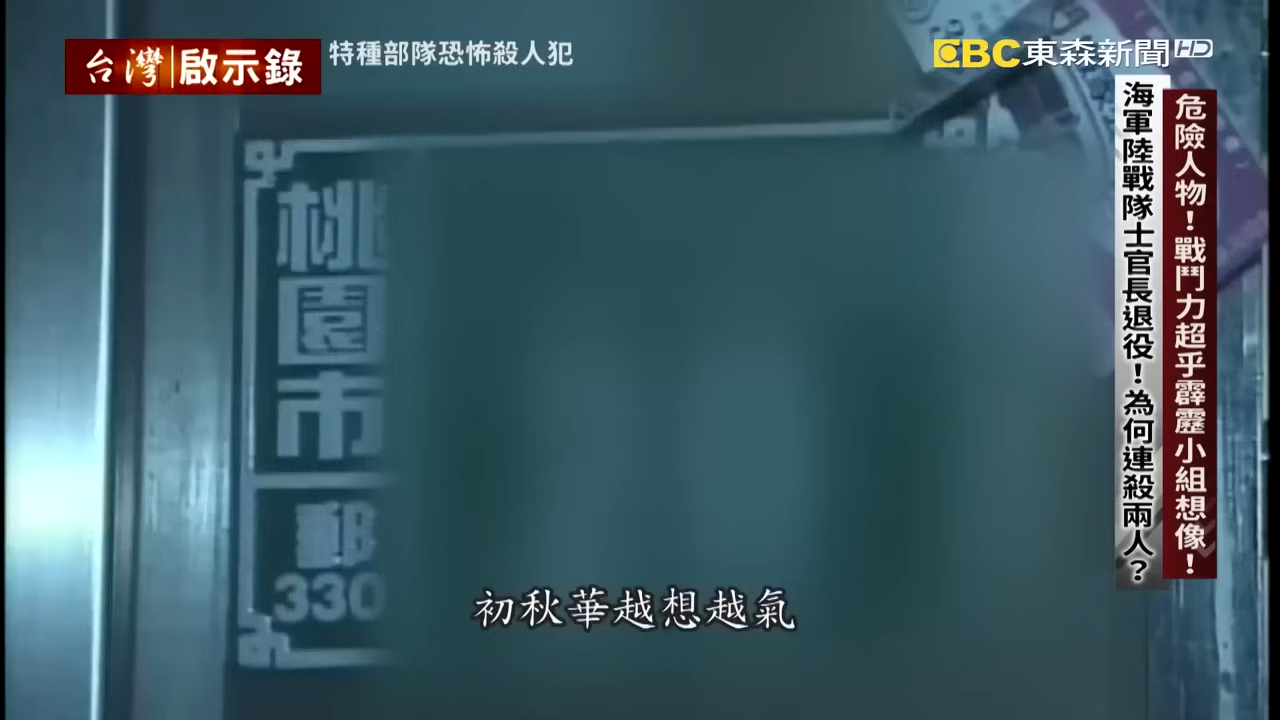 台灣啟示錄
特種部隊恐怖殺人犯
EBC東森新聞HD
危險人物！戰鬥力超乎霹靂小組想像！
海軍陸戰隊士官長退役！為何連殺兩人？
桃園市
郵
330
初秋華越想越氣